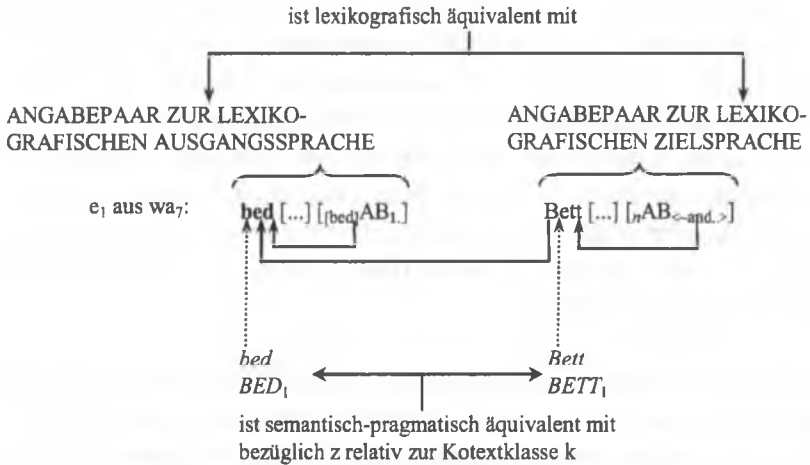 ist lexikografisch äquivalent mit
ANGABEPAAR ZUR LEXIKO-
GRAFISCHEN AUSGANGSSPRACHE
ANGABEPAAR ZUR LEXIKO-
GRAFISCHEN ZIELSPRACHE
e₁ aus wa₇: bed [...] [[bed]AB₁.] Bett [...] [ₙAB<–and.>]
bed Bett
BED₁ BETT₁
ist semantisch-pragmatisch äquivalent mit
bezüglich z relativ zur Kotextklasse k